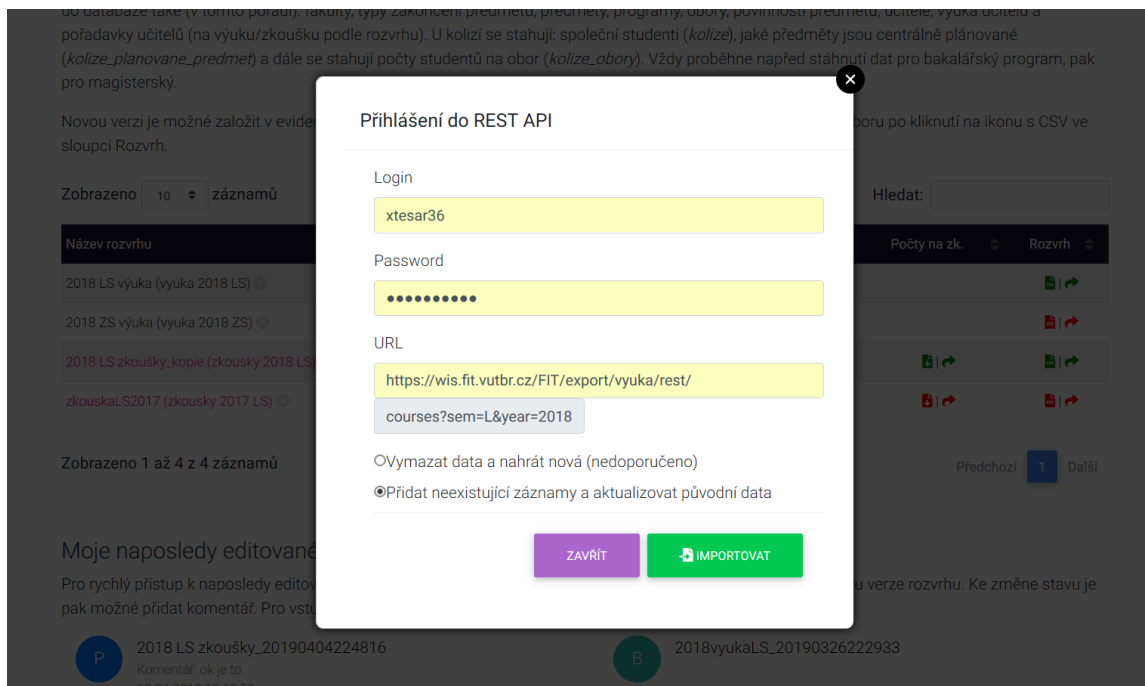 do databáze také (v tomto pořadí): fakulty, typy zakončení předmětu, předměty, programy, obory, povinnosti předmětu, učitele, výuka učitelů a
pořadavky učitelů (na výuku/zkoušku podle rozvrhu). U kolizí se stahují: společní studenti (kolize), jaké předměty jsou centrálně plánované
(kolize_planovane_predmet) a dále se stahují počty studentů na obor (kolize_obory). Vždy proběhne napřed stáhnutí dat pro bakalářský program, pak
pro magisterský.
Přihlášení do REST API
Novou verzi je možné založit v evide
boru po kliknutí na ikonu s CSV ve
sloupci Rozvrh.
Login
Zobrazeno 10 záznamů
Hledat:
xtesar36
Název rozvrhu
Počty na zk.
Rozvrh
Password
2018 LS výuka (vyuka 2018 LS)
••••••••••
2018 ZS výuka (vyuka 2018 ZS)
URL
2018 LS zkoušky_kopie (zkousky 2018 LS)
https://wis.fit.vutbr.cz/FIT/export/vyuka/rest/
zkouskaLS2017 (zkousky 2017 LS)
courses?sem=L&year=2018
Zobrazeno 1 až 4 z 4 záznamů
Vymazat data a nahrát nová (nedoporučeno)
Předchozí 1 Další
Přidat neexistující záznamy a aktualizovat původní data
Moje naposledy editované
ZAVŘÍT
IMPORTOVAT
Pro rychlý přístup k naposledy editov
u verze rozvrhu. Ke změne stavu je
pak možné přidat komentář. Pro vstu
P
2018 LS zkoušky_20190404224816
B
2018vyukaLS_20190326222933
Komentář: ok je to